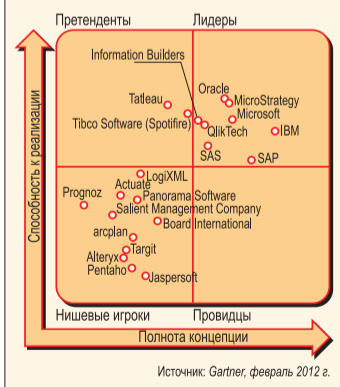 Претенденты
Лидеры
Information Builders
Tatleau
Oracle
MicroStrategy
Microsoft
Tibco Software (Spotifire)
QlikTech
IBM
SAS
SAP
LogiXML
Actuate
Prognoz
Panorama Software
Salient Management Company
Board International
arcplan
Targit
Alteryx
Pentaho
Jaspersoft
Способность к реализации
Нишевые игроки
Провидцы
Полнота концепции
Источник: Gartner, февраль 2012 г.